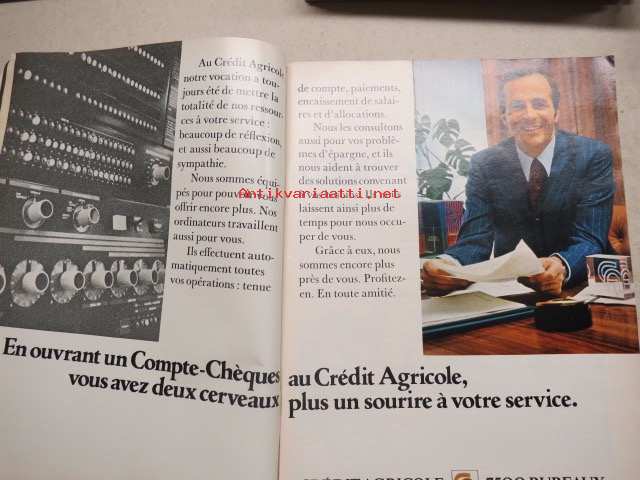 Au Crédit Agricole
notre vocation a tou-
jours été de mettre la
totalité de nos ressour-
ces à votre service :
beaucoup de réflexion,
et aussi beaucoup de
sympathie.
Nous sommes équi-
pés pour pouvoir vous
offrir encore plus. Nos
ordinateurs travaillent
aussi pour vous.
Ils effectuent auto-
matiquement toutes
vos opérations : tenue
de compte, paiements,
encaissement de salai-
res et d'allocations.
Nous les consultons
aussi pour vos problè-
mes d'épargne, et ils
nous aident à trouver
des solutions convenant
laissent ainsi plus de
temps pour nous occu-
per de vous.
Grâce à eux, nous
sommes encore plus
près de vous. Profitez-
en. En toute amitié.
Antikvariaatti.net
En ouvrant un Compte-Chèques au Crédit Agricole,
vous avez deux cerveaux plus un sourire à votre service.
CRÉDIT AGRICOLE 7500 BUREAUX